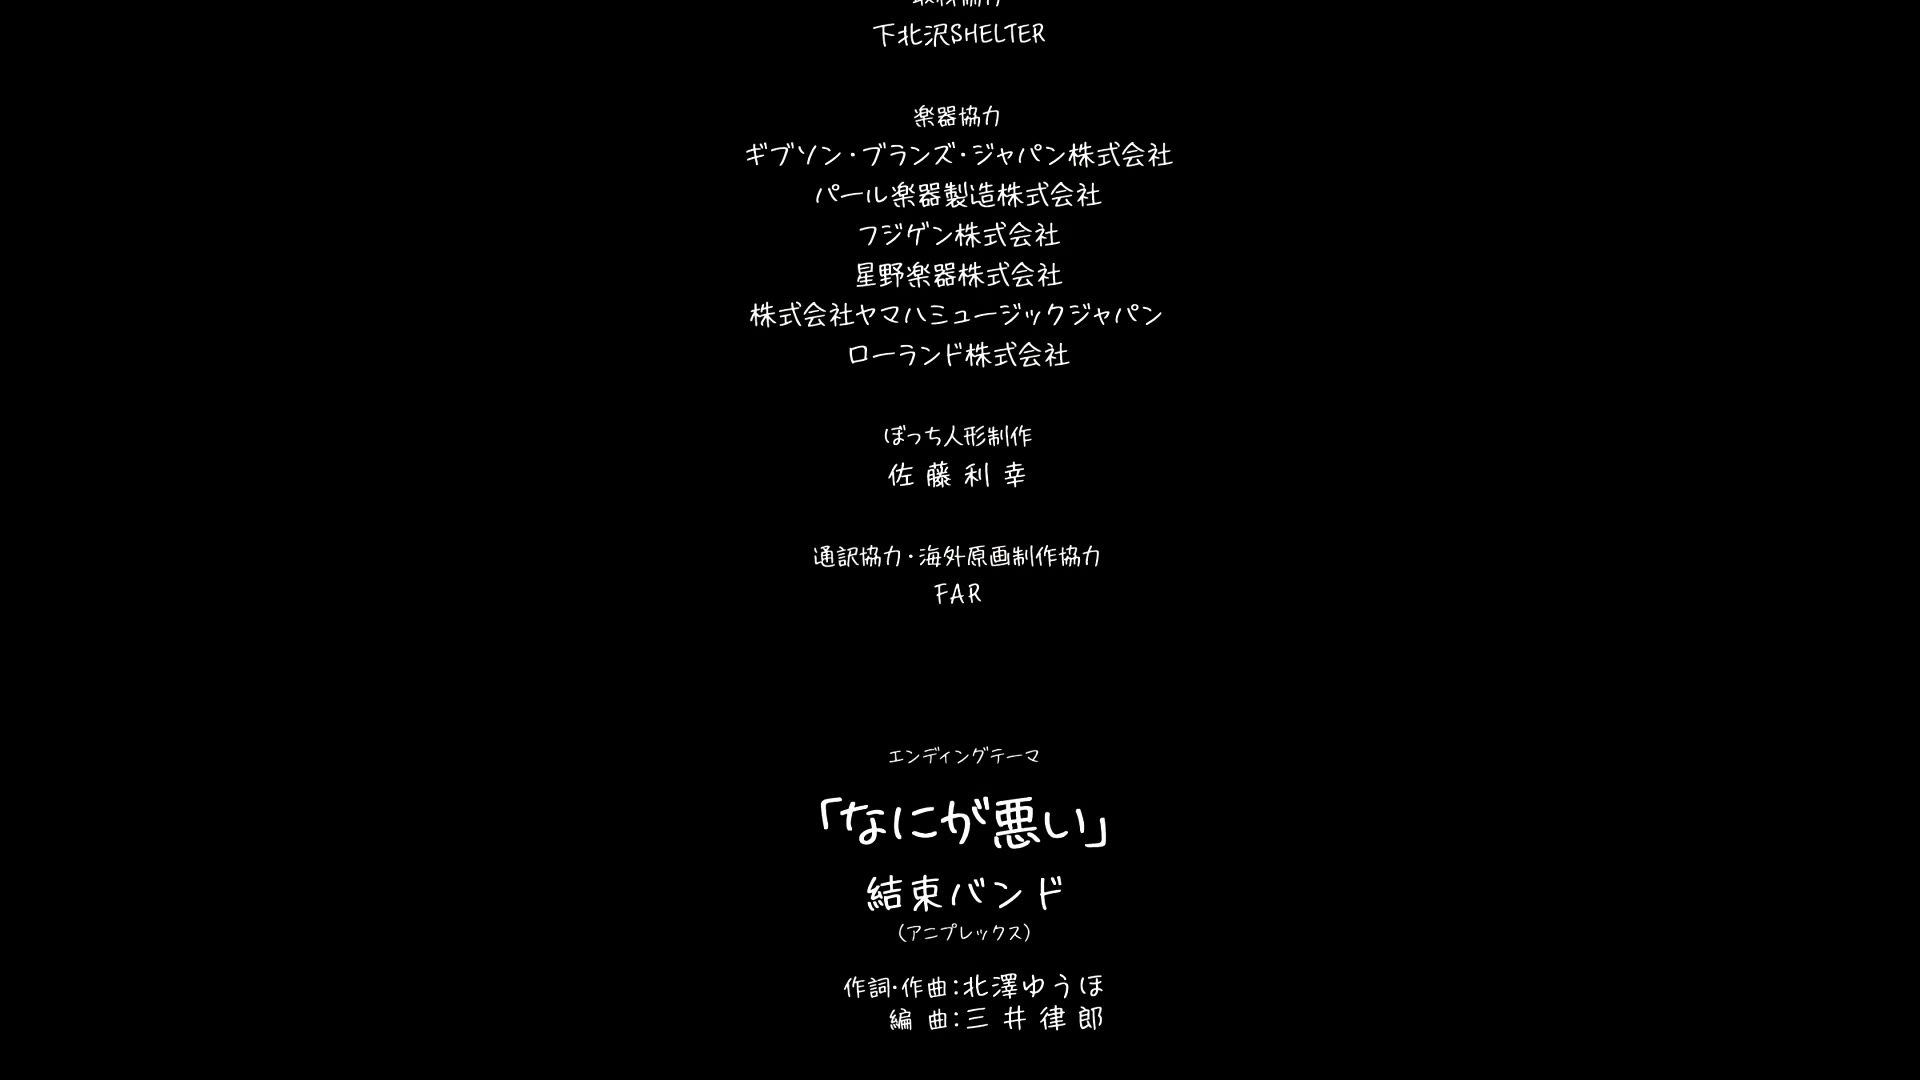 下北沢SHELTER
楽器協力
ギブソン・ブランズ・ジャパン株式会社
パール楽器製造株式会社
フジゲン株式会社
星野楽器株式会社
株式会社ヤマハミュージックジャパン
ローランド株式会社
ぼっち人形制作
佐藤利幸
通訳協力・海外原画制作協力
FAR
エンディングテーマ
「なにが悪い」
結束バンド
(アニプレックス)
作詞・作曲:北澤ゆうほ
編曲:三井律郎